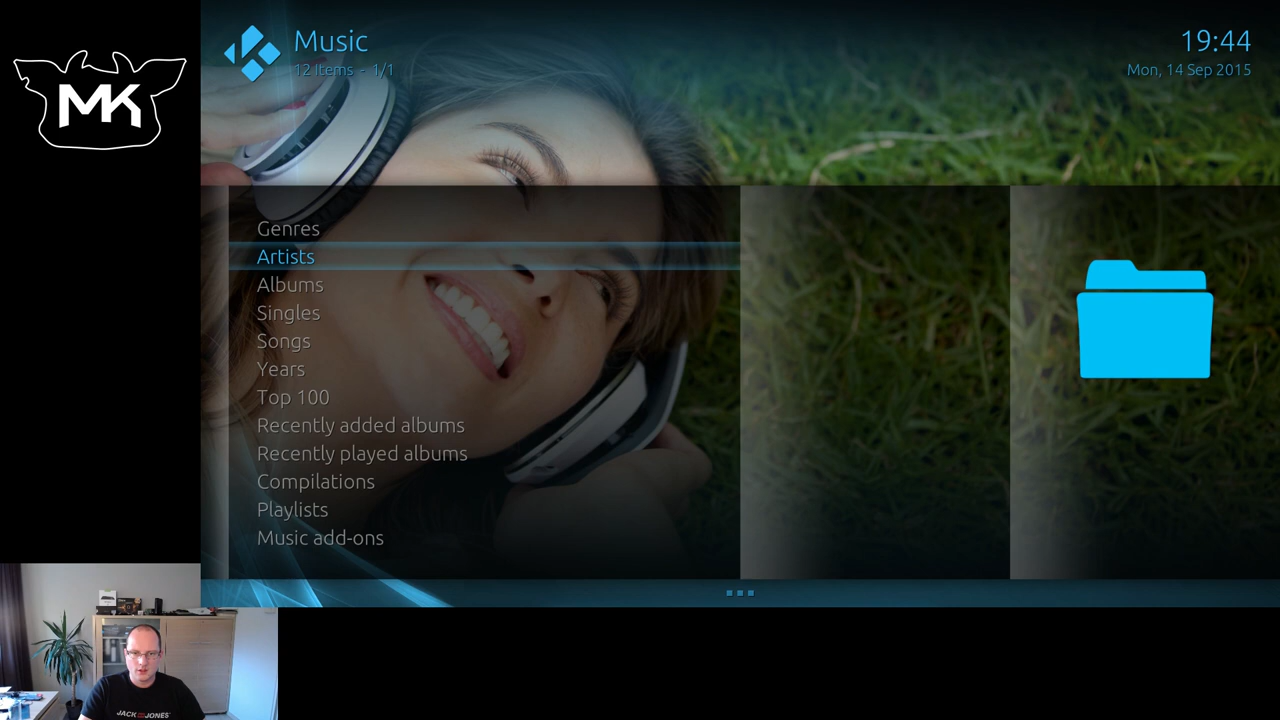 MK
Music
12 Items - 1/1
19:44
Mon, 14 Sep 2015
Genres
Artists
Albums
Singles
Songs
Years
Top 100
Recently added albums
Recently played albums
Compilations
Playlists
Music add-ons
JACK JONES